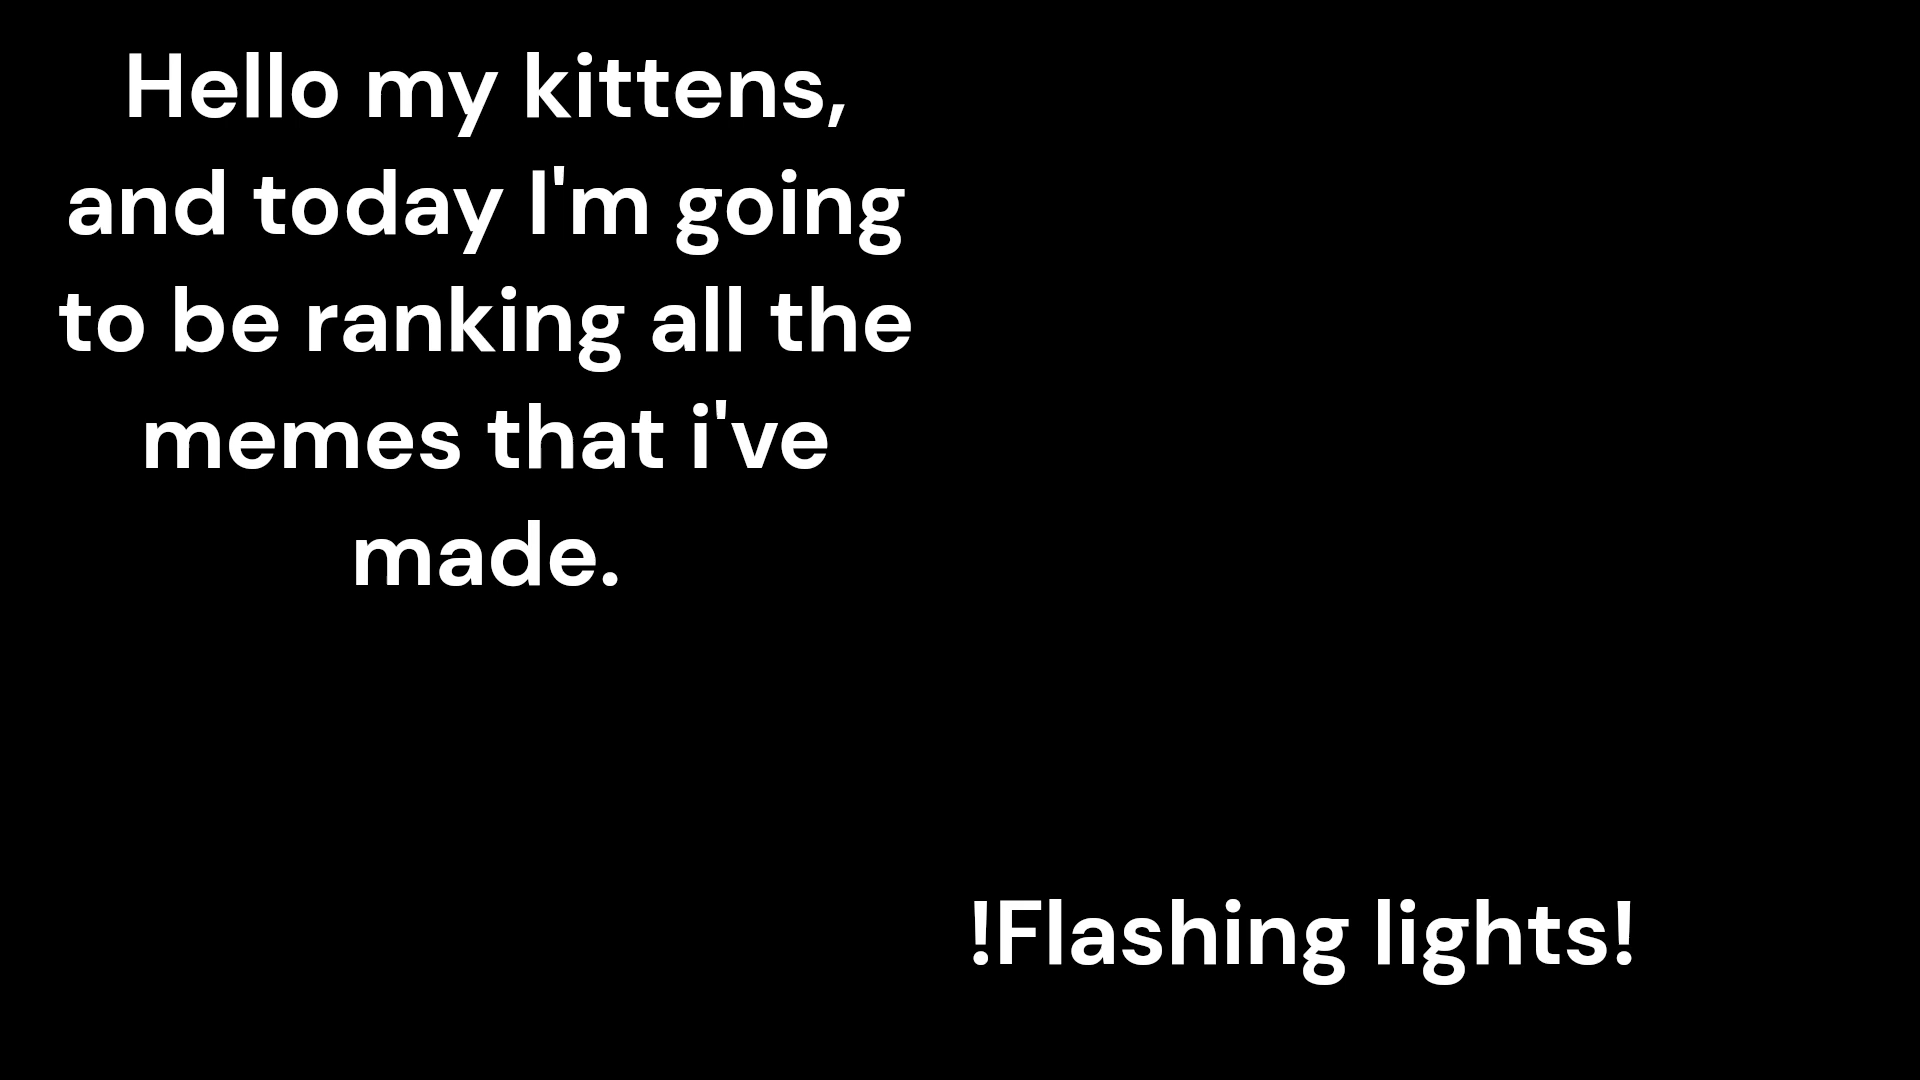 Hello my kittens,
and today I'm going
to be ranking all the
memes that i've
made.
!Flashing lights!